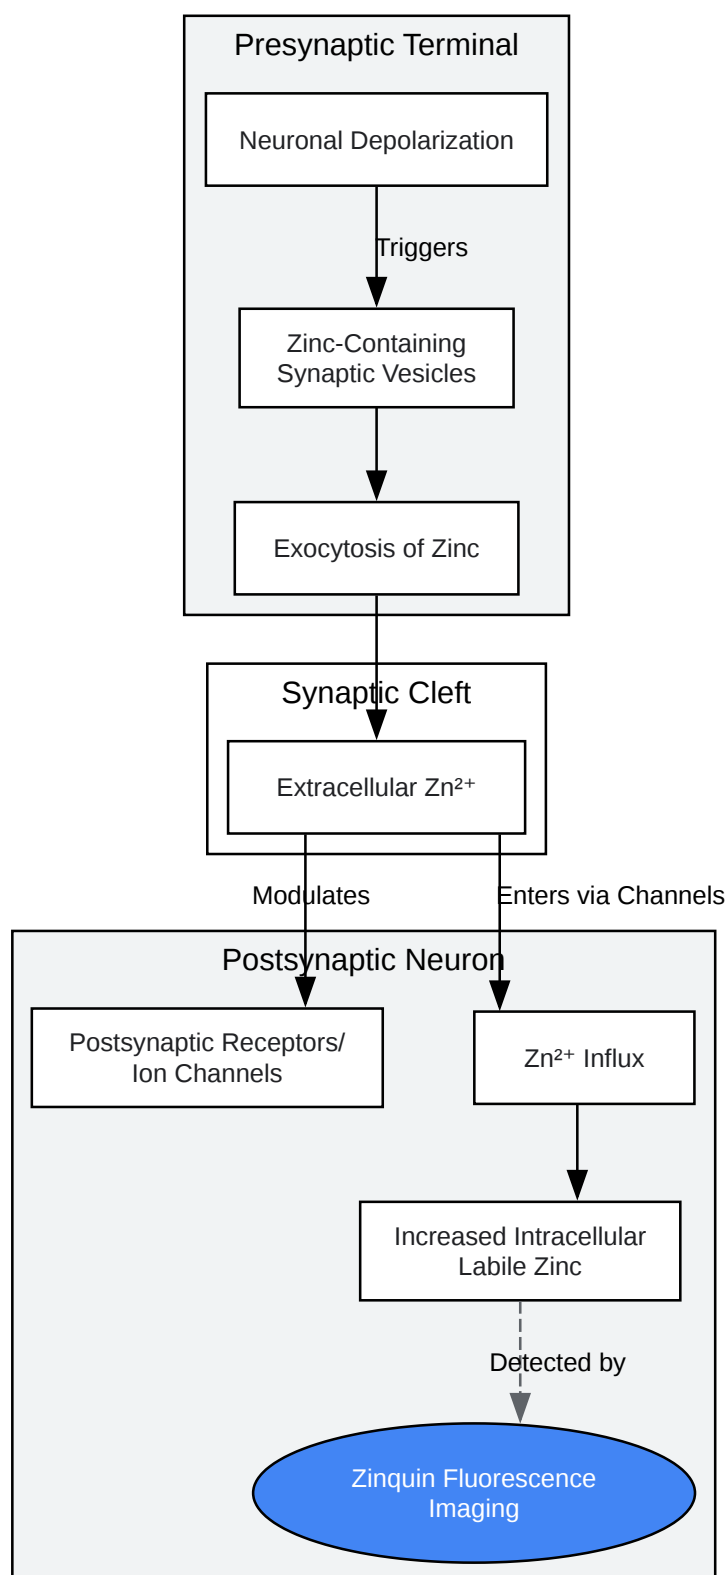 Presynaptic Terminal
Neuronal Depolarization
Triggers
Zinc-Containing
Synaptic Vesicles
Exocytosis of Zinc
Synaptic Cleft
Extracellular Zn²⁺
Modulates
Enters via Channels
Postsynaptic Neuron
Postsynaptic Receptors/
Ion Channels
Zn²⁺ Influx
Increased Intracellular
Labile Zinc
Detected by
Zinquin Fluorescence
Imaging